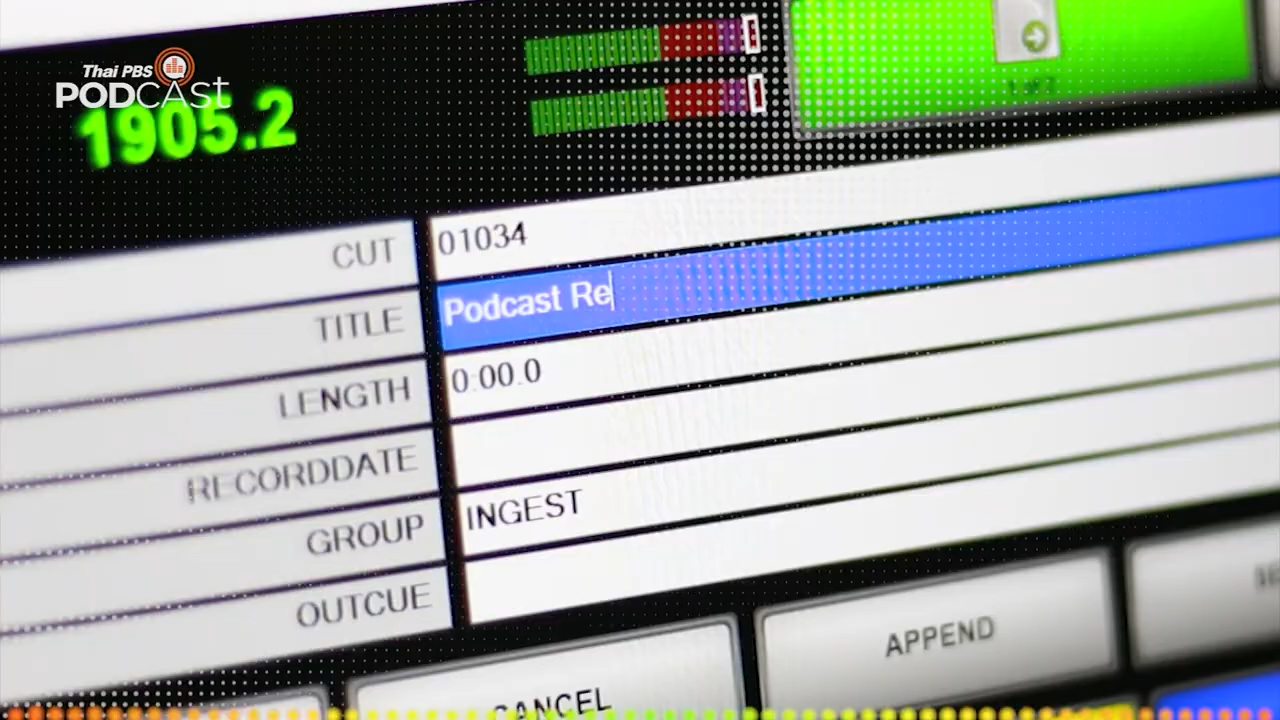 Thai PBS
PODCAST
1905.2
CUT 01034
TITLE Podcast Re
LENGTH 0:00.0
RECORDDATE
GROUP INGEST
OUTCUE
CANCEL
APPEND